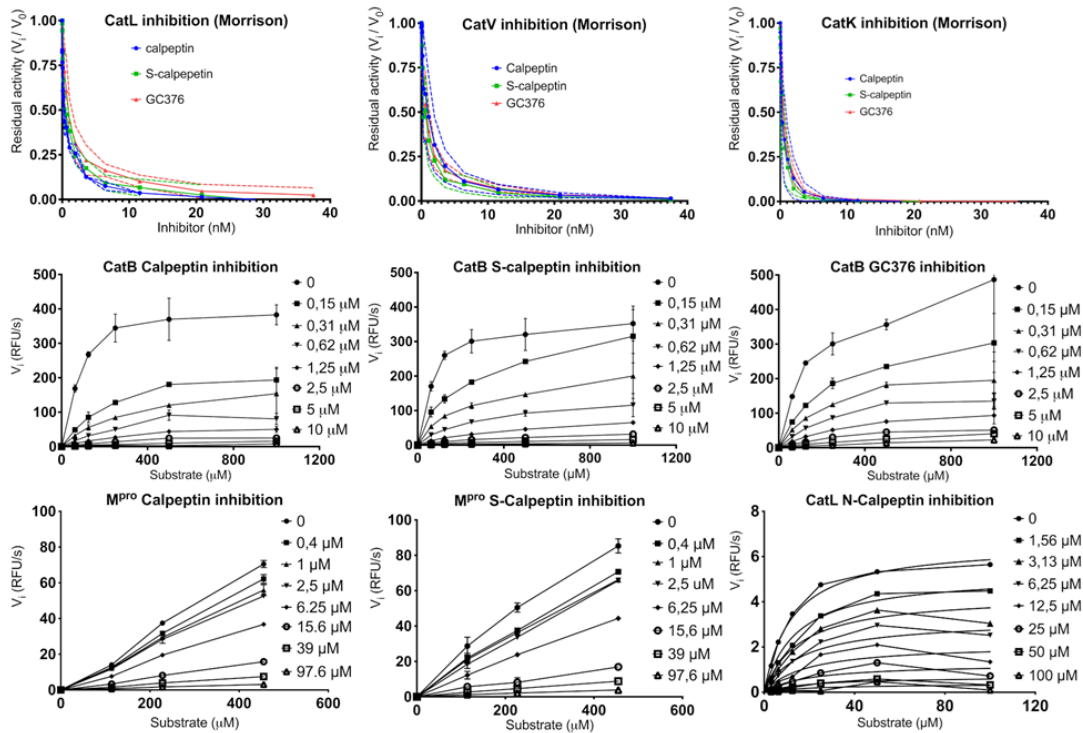 CatL inhibition (Morrison)
Residual activity (Vi / V0)
1.00
0.75
0.50
0.25
0.00
calpeptin
S-calpepetin
GC376
0 10 20 30 40
Inhibitor (nM)
CatV inhibition (Morrison)
Residual activity (Vi / V0)
1.00
0.75
0.50
0.25
0.00
Calpeptin
S-calpeptin
GC376
0 10 20 30 40
Inhibitor (nM)
CatK inhibition (Morrison)
Residual activity (Vi / V0)
1.00
0.75
0.50
0.25
0.00
Calpeptin
S-calpeptin
GC376
0 10 20 30 40
Inhibitor (nM)
CatB Calpeptin inhibition
Vi (RFU/s)
500
400
300
200
100
0
0
0,15 µM
0,31 µM
0,62 µM
1,25 µM
2,5 µM
5 µM
10 µM
0 400 800 1200
Substrate (µM)
CatB S-calpeptin inhibition
Vi (RFU/s)
500
400
300
200
100
0
0
0,15 µM
0,31 µM
0,62 µM
1,25 µM
2,5 µM
5 µM
10 µM
0 400 800 1200
Substrate (µM)
CatB GC376 inhibition
Vi (RFU/s)
500
400
300
200
100
0
0
0,15 µM
0,31 µM
0,62 µM
1,25 µM
2,5 µM
5 µM
10 µM
0 400 800 1200
Substrate (µM)
Mpro Calpeptin inhibition
Vi (RFU/s)
100
80
60
40
20
0
0
0,4 µM
1 µM
2,5 µM
6.25 µM
15.6 µM
39 µM
97.6 µM
0 200 400 600
Substrate (µM)
Mpro S-Calpeptin inhibition
Vi (RFU/s)
100
80
60
40
20
0
0
0,4 µM
1 µM
2,5 uM
6,25 µM
15,6 µM
39 µM
97,6 µM
0 200 400 600
Substrate (µM)
CatL N-Calpeptin inhibition
Vi (RFU/s)
8
6
4
2
0
0
1,56 µM
3,13 µM
6,25 µM
12,5 µM
25 µM
50 µM
100 µM
0 40 80 120
Substrate (µM)